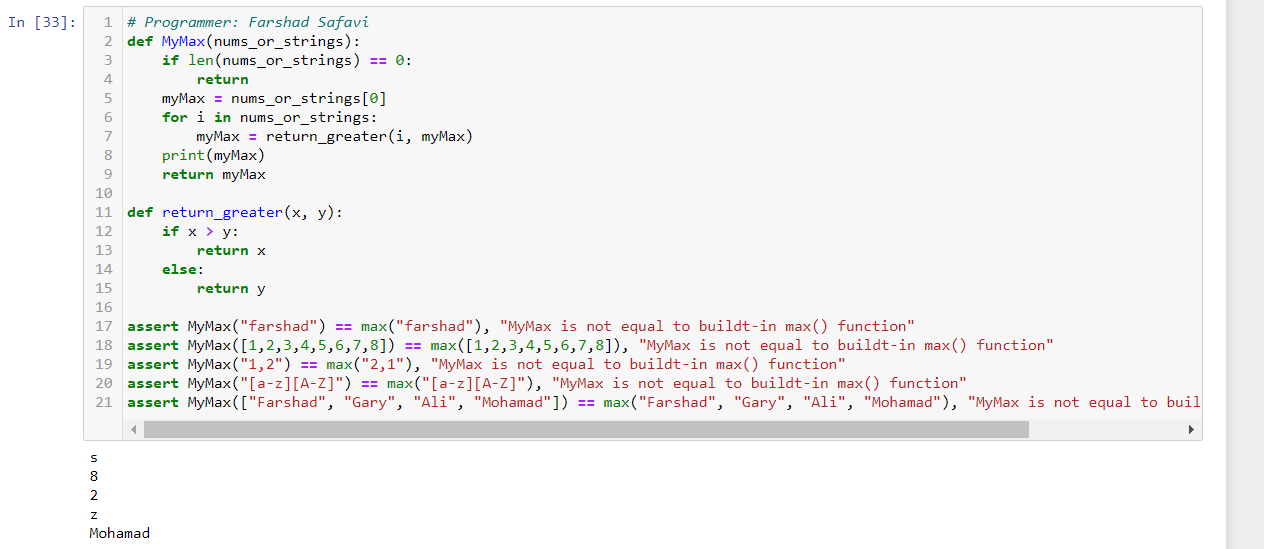 In [33]:
1 # Programmer: Farshad Safavi
2 def MyMax(nums_or_strings):
3     if len(nums_or_strings) == 0:
4         return
5     myMax = nums_or_strings[0]
6     for i in nums_or_strings:
7         myMax = return_greater(i, myMax)
8     print(myMax)
9     return myMax
10
11 def return_greater(x, y):
12     if x > y:
13         return x
14     else:
15         return y
16
17 assert MyMax("farshad") == max("farshad"), "MyMax is not equal to buildt-in max() function"
18 assert MyMax([1,2,3,4,5,6,7,8]) == max([1,2,3,4,5,6,7,8]), "MyMax is not equal to buildt-in max() function"
19 assert MyMax("1,2") == max("2,1"), "MyMax is not equal to buildt-in max() function"
20 assert MyMax("[a-z][A-Z]") == max("[a-z][A-Z]"), "MyMax is not equal to buildt-in max() function"
21 assert MyMax(["Farshad", "Gary", "Ali", "Mohamad"]) == max("Farshad", "Gary", "Ali", "Mohamad"), "MyMax is not equal to buil
s
8
2
z
Mohamad